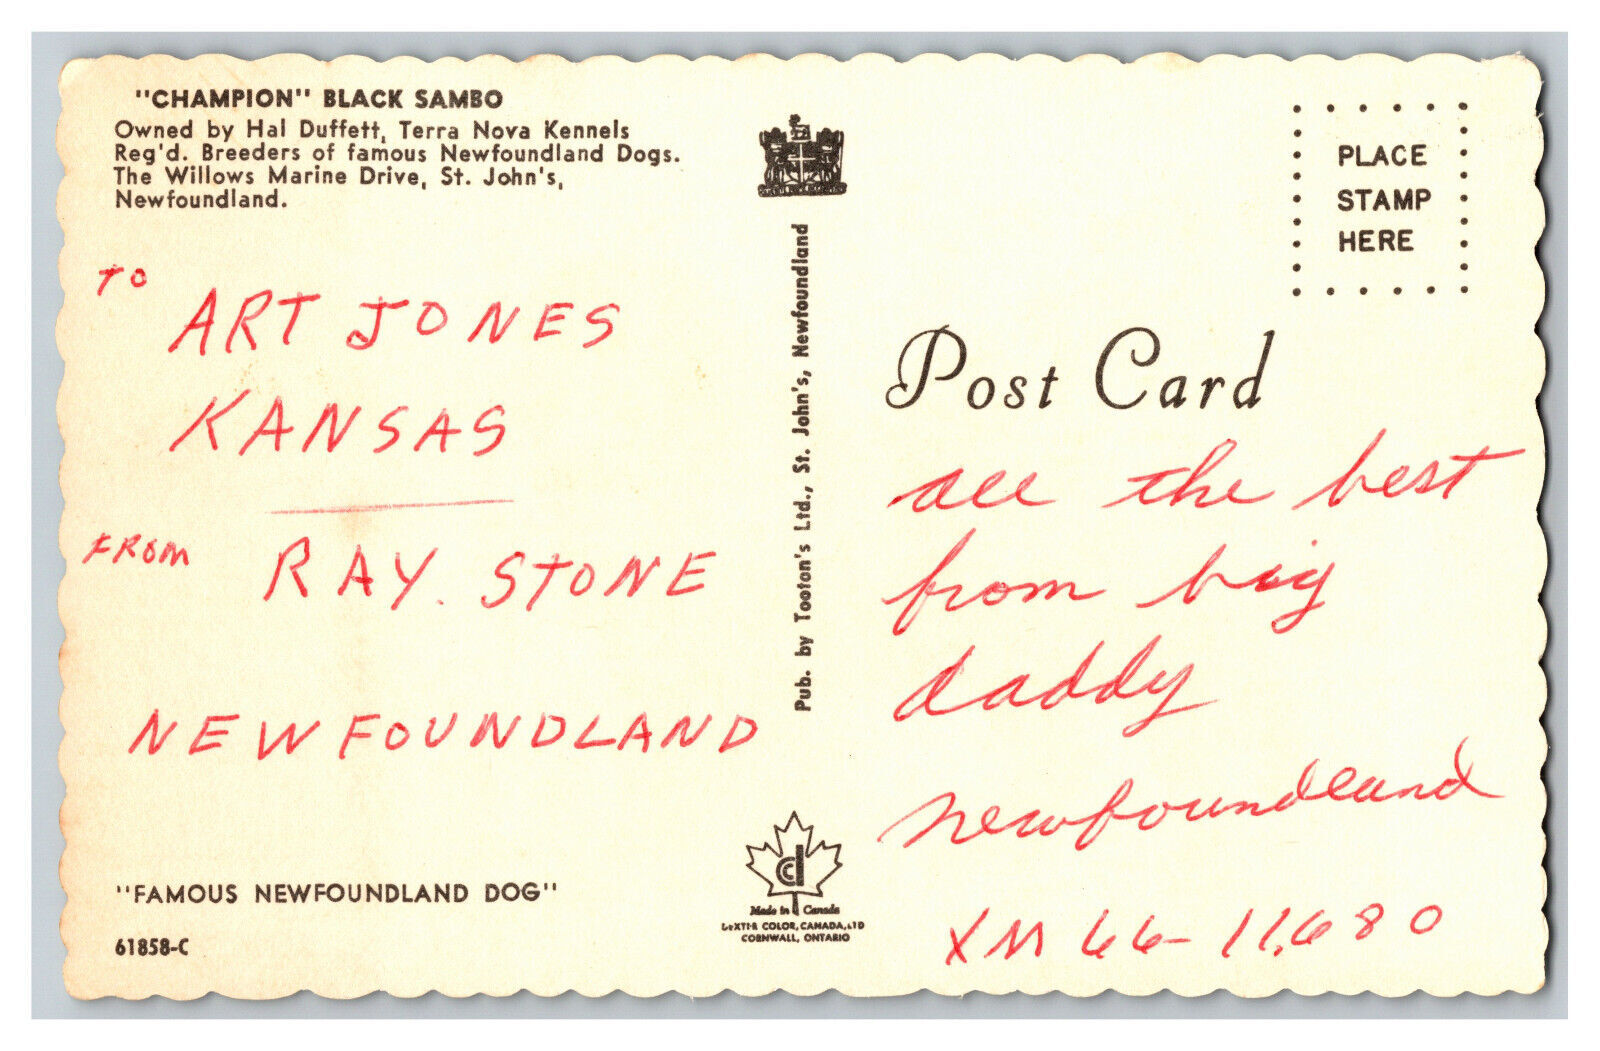 "CHAMPION" BLACK SAMBO
Owned by Hal Duffett, Terra Nova Kennels
Reg'd. Breeders of famous Newfoundland Dogs.
The Willows Marine Drive, St. John's,
Newfoundland.
TO
ART JONES
KANSAS
FROM RAY. STONE
NEWFOUNDLAND
"FAMOUS NEWFOUNDLAND DOG"
61858-C
Pub. by Tooton's Ltd., St. John's, Newfoundland
cd
Made in Canada
DEXTER COLOR, CANADA, LTD
CORNWALL, ONTARIO
PLACE
STAMP
HERE
Post Card
all the best
from big
daddy
newfoundland
XM 66-11,680